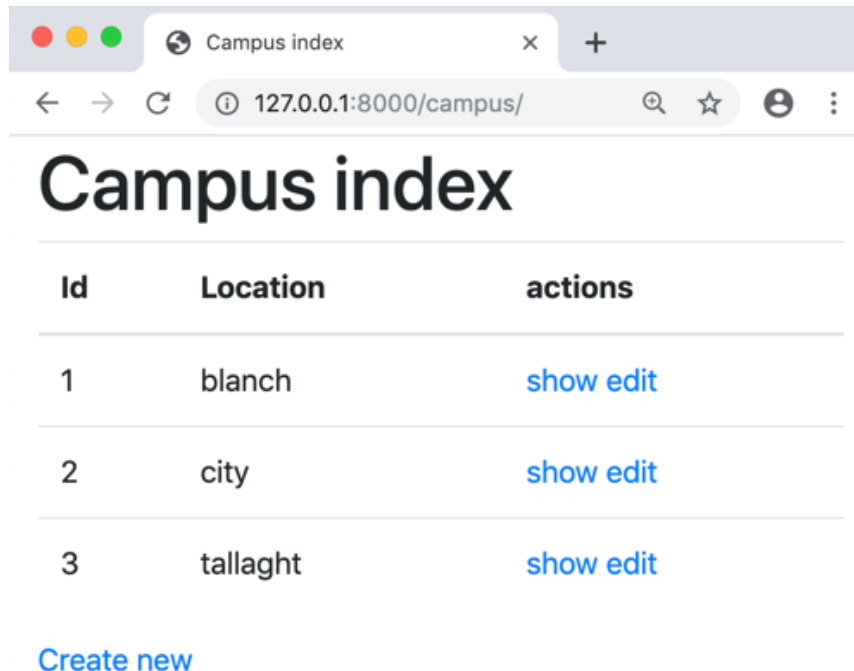 Campus index
127.0.0.1:8000/campus/
Campus index
Id Location actions
1 blanch show edit
2 city show edit
3 tallaght show edit
Create new